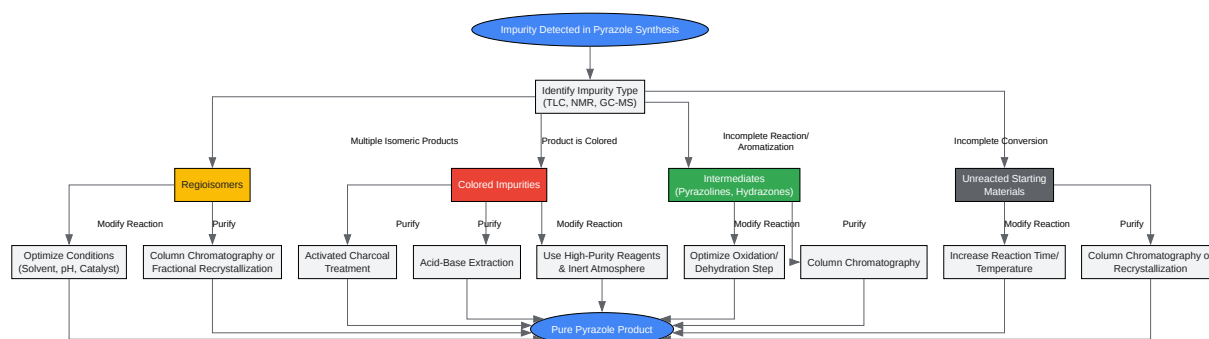 Impurity Detected in Pyrazole Synthesis
Identify Impurity Type
(TLC, NMR, GC-MS)
Multiple Isomeric Products
Product is Colored
Incomplete Reaction/
Aromatization
Incomplete Conversion
Regioisomers
Colored Impurities
Intermediates
(Pyrazolines, Hydrazones)
Unreacted Starting
Materials
Modify Reaction
Purify
Purify
Purify
Modify Reaction
Modify Reaction
Purify
Modify Reaction
Purify
Optimize Conditions
(Solvent, pH, Catalyst)
Column Chromatography or
Fractional Recrystallization
Activated Charcoal
Treatment
Acid-Base Extraction
Use High-Purity Reagents
& Inert Atmosphere
Optimize Oxidation/
Dehydration Step
Column Chromatography
Increase Reaction Time/
Temperature
Column Chromatography o
Recrystallization
Pure Pyrazole Product